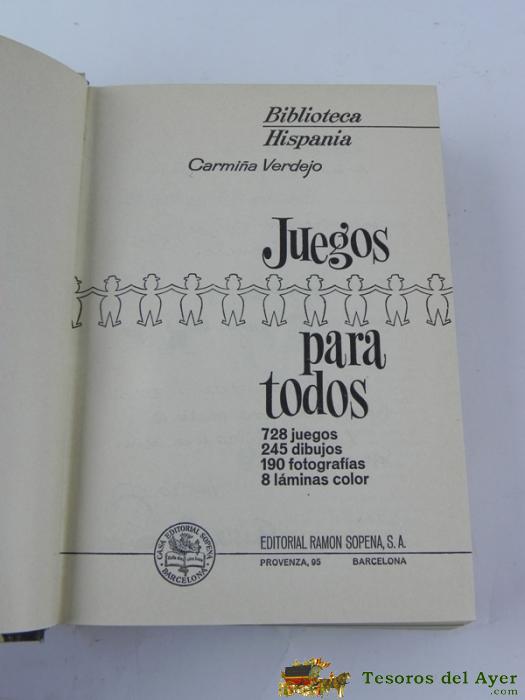 Biblioteca
Hispania
Carmiña Verdejo
Juegos
para
todos
728 juegos
245 dibujos
190 fotografías
8 láminas color
CASA EDITORIAL SOPENA
BARCELONA
EDITORIAL RAMON SOPENA, S. A.
PROVENZA, 95 BARCELONA
Tesoros del Ayer
.com